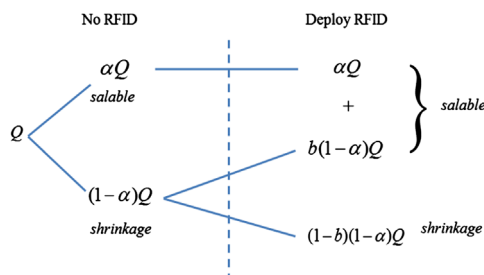 No RFID
Deploy RFID
αQ
αQ
salable
+
salable
Q
b(1−α)Q
(1−α)Q
shrinkage
(1−b)(1−α)Q
shrinkage